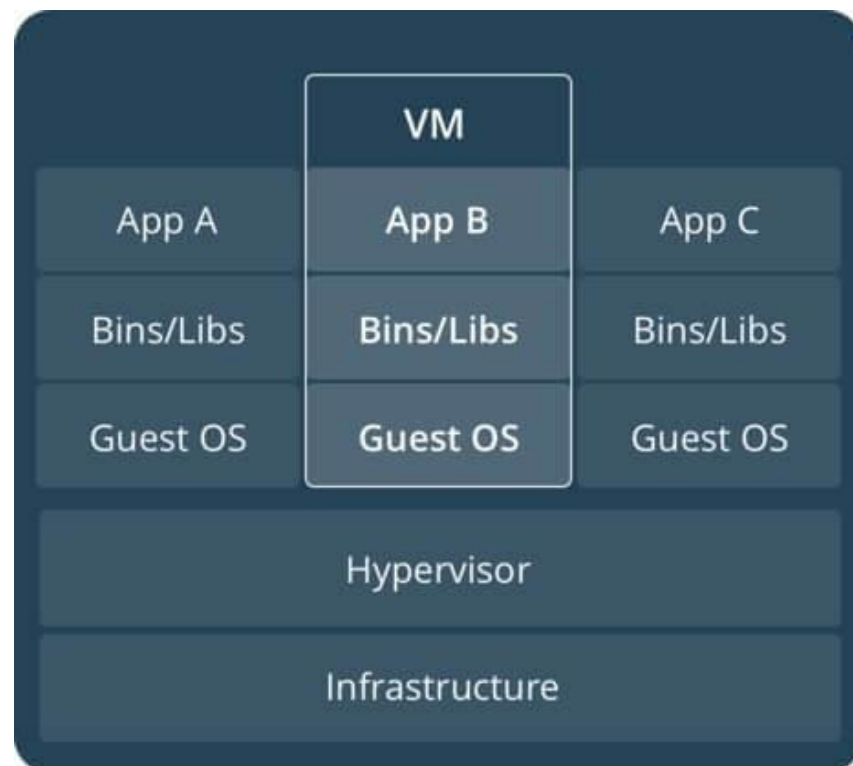 VM
App A App B App C
Bins/Libs Bins/Libs Bins/Libs
Guest OS Guest OS Guest OS
Hypervisor
Infrastructure